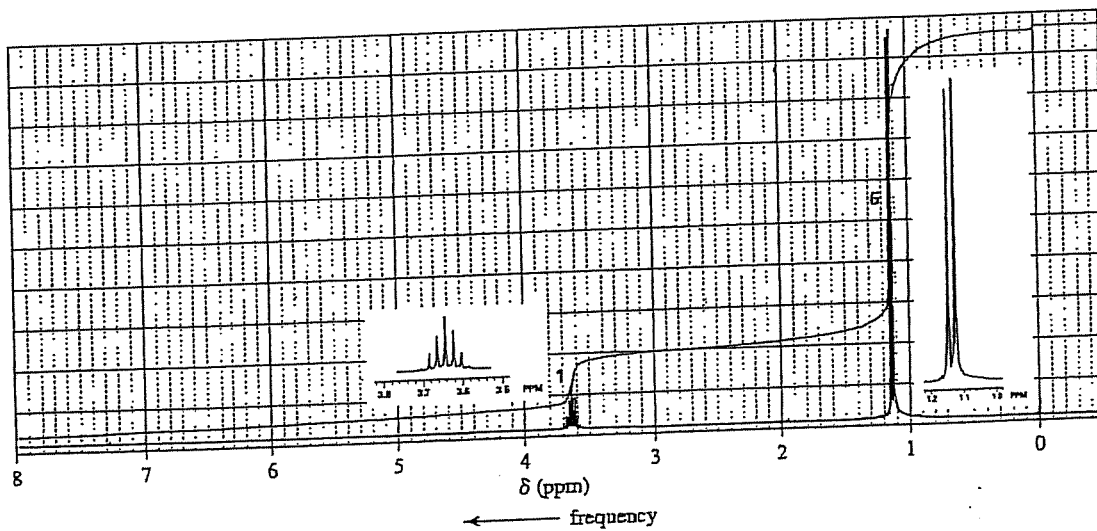 6
1
3.8 3.7 3.6 3.5 PPM
1.2 1.1 1.0 PPM
8 7 6 5 4 3 2 1 0
δ (ppm)
frequency